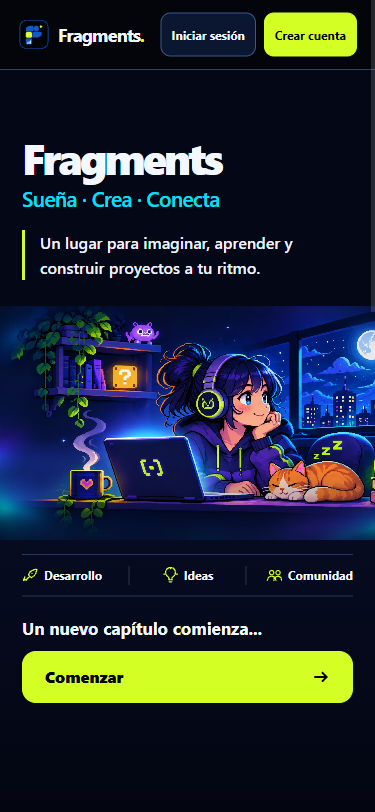 Fragments.
Iniciar sesión
Crear cuenta
Fragments
Sueña · Crea · Conecta
Un lugar para imaginar, aprender y
construir proyectos a tu ritmo.
?
z z z
Desarrollo
Ideas
Comunidad
Un nuevo capítulo comienza...
Comenzar →